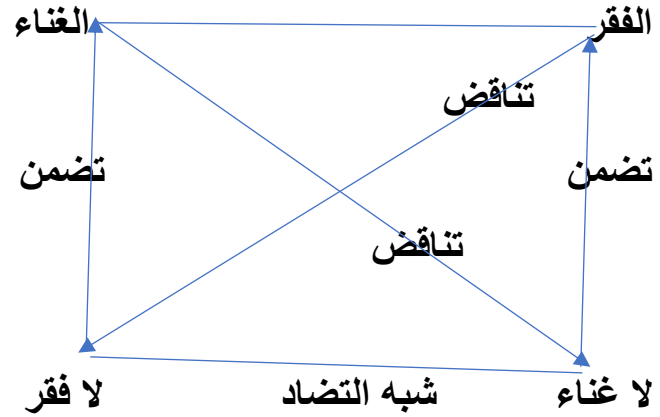 الفقر الغناء
تناقض
تضمن تضمن
تناقض
لا غناء شبه التضاد لا فقر